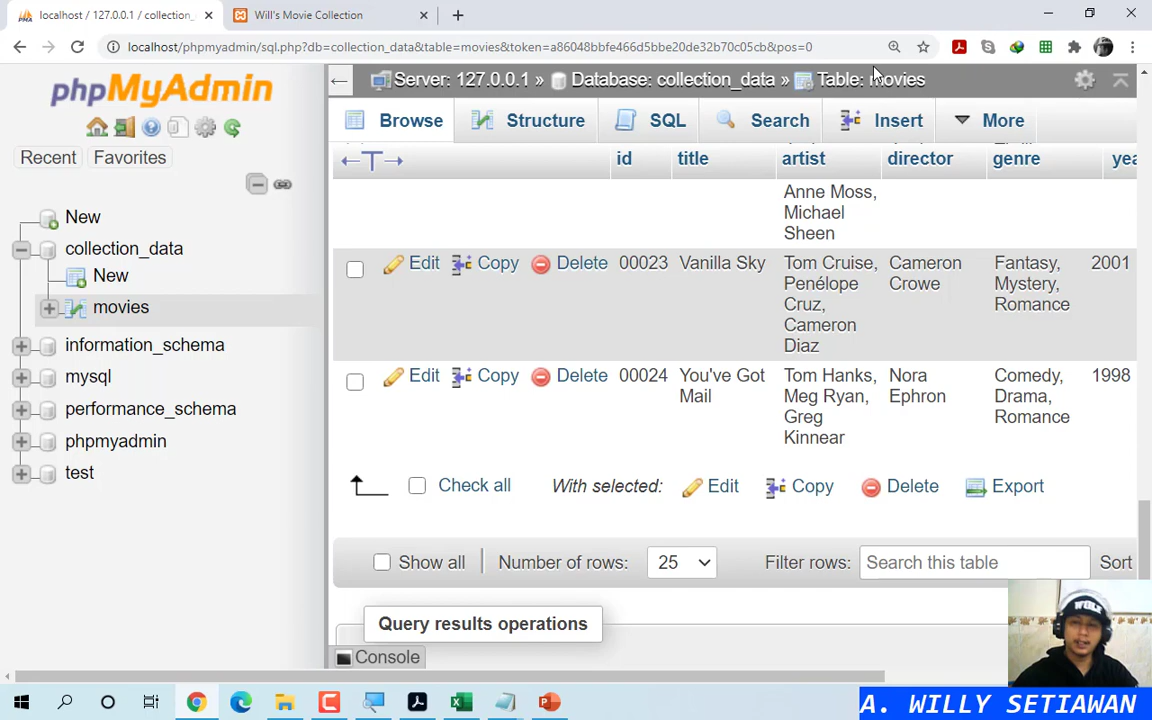 localhost / 127.0.0.1 / collection_
Will's Movie Collection
localhost/phpmyadmin/sql.php?db=collection_data&table=movies&token=a86048bbfe466d5bbe20de32b70c05cb&pos=0
phpMyAdmin
Recent
Favorites
New
collection_data
New
movies
information_schema
mysql
performance_schema
phpmyadmin
test
Server: 127.0.0.1 » Database: collection_data » Table: movies
Browse
Structure
SQL
Search
Insert
More
id
title
artist
director
genre
yea
Anne Moss,
Michael
Sheen
Edit
Copy
Delete
00023
Vanilla Sky
Tom Cruise,
Penélope
Cruz,
Cameron
Diaz
Cameron
Crowe
Fantasy,
Mystery,
Romance
2001
Edit
Copy
Delete
00024
You've Got
Mail
Tom Hanks,
Meg Ryan,
Greg
Kinnear
Nora
Ephron
Comedy,
Drama,
Romance
1998
Check all
With selected:
Edit
Copy
Delete
Export
Show all
Number of rows:
25
Filter rows:
Search this table
Sort
Query results operations
Console
A. WILLY SETIAWAN